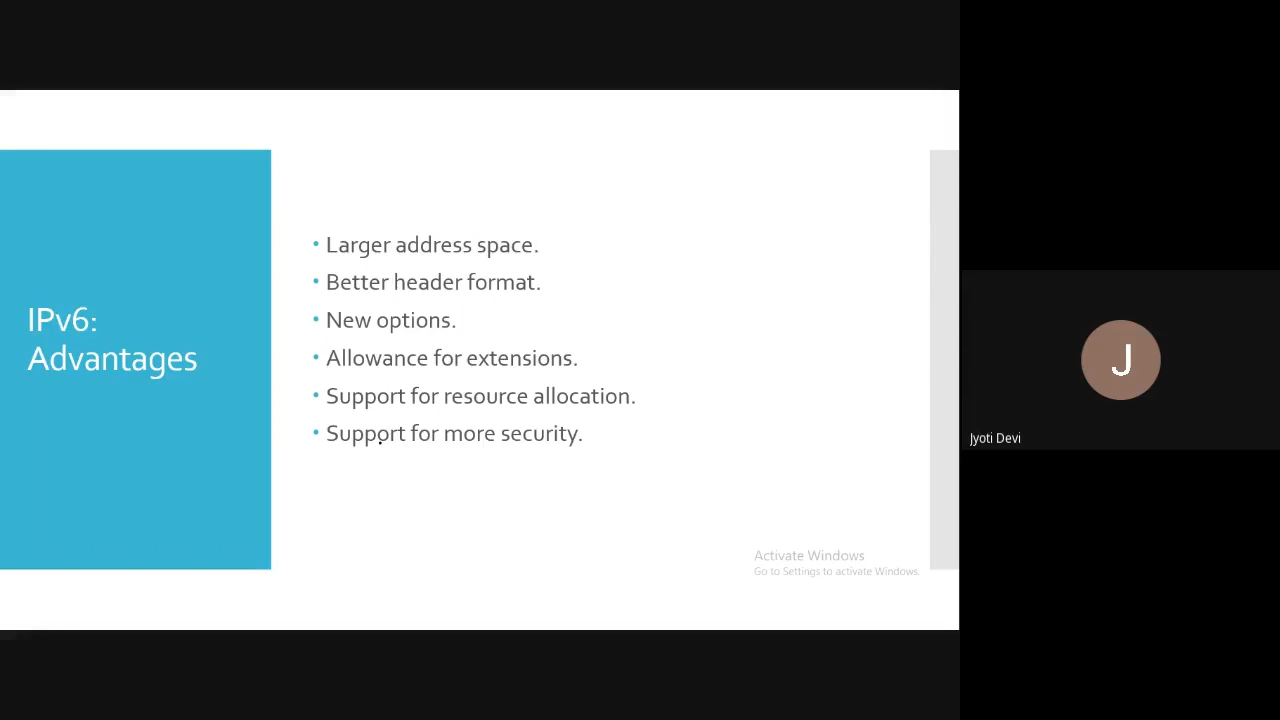 IPv6:
Advantages
• Larger address space.
• Better header format.
• New options.
• Allowance for extensions.
• Support for resource allocation.
• Support for more security.
Activate Windows
Go to Settings to activate Windows.
J
Jyoti Devi